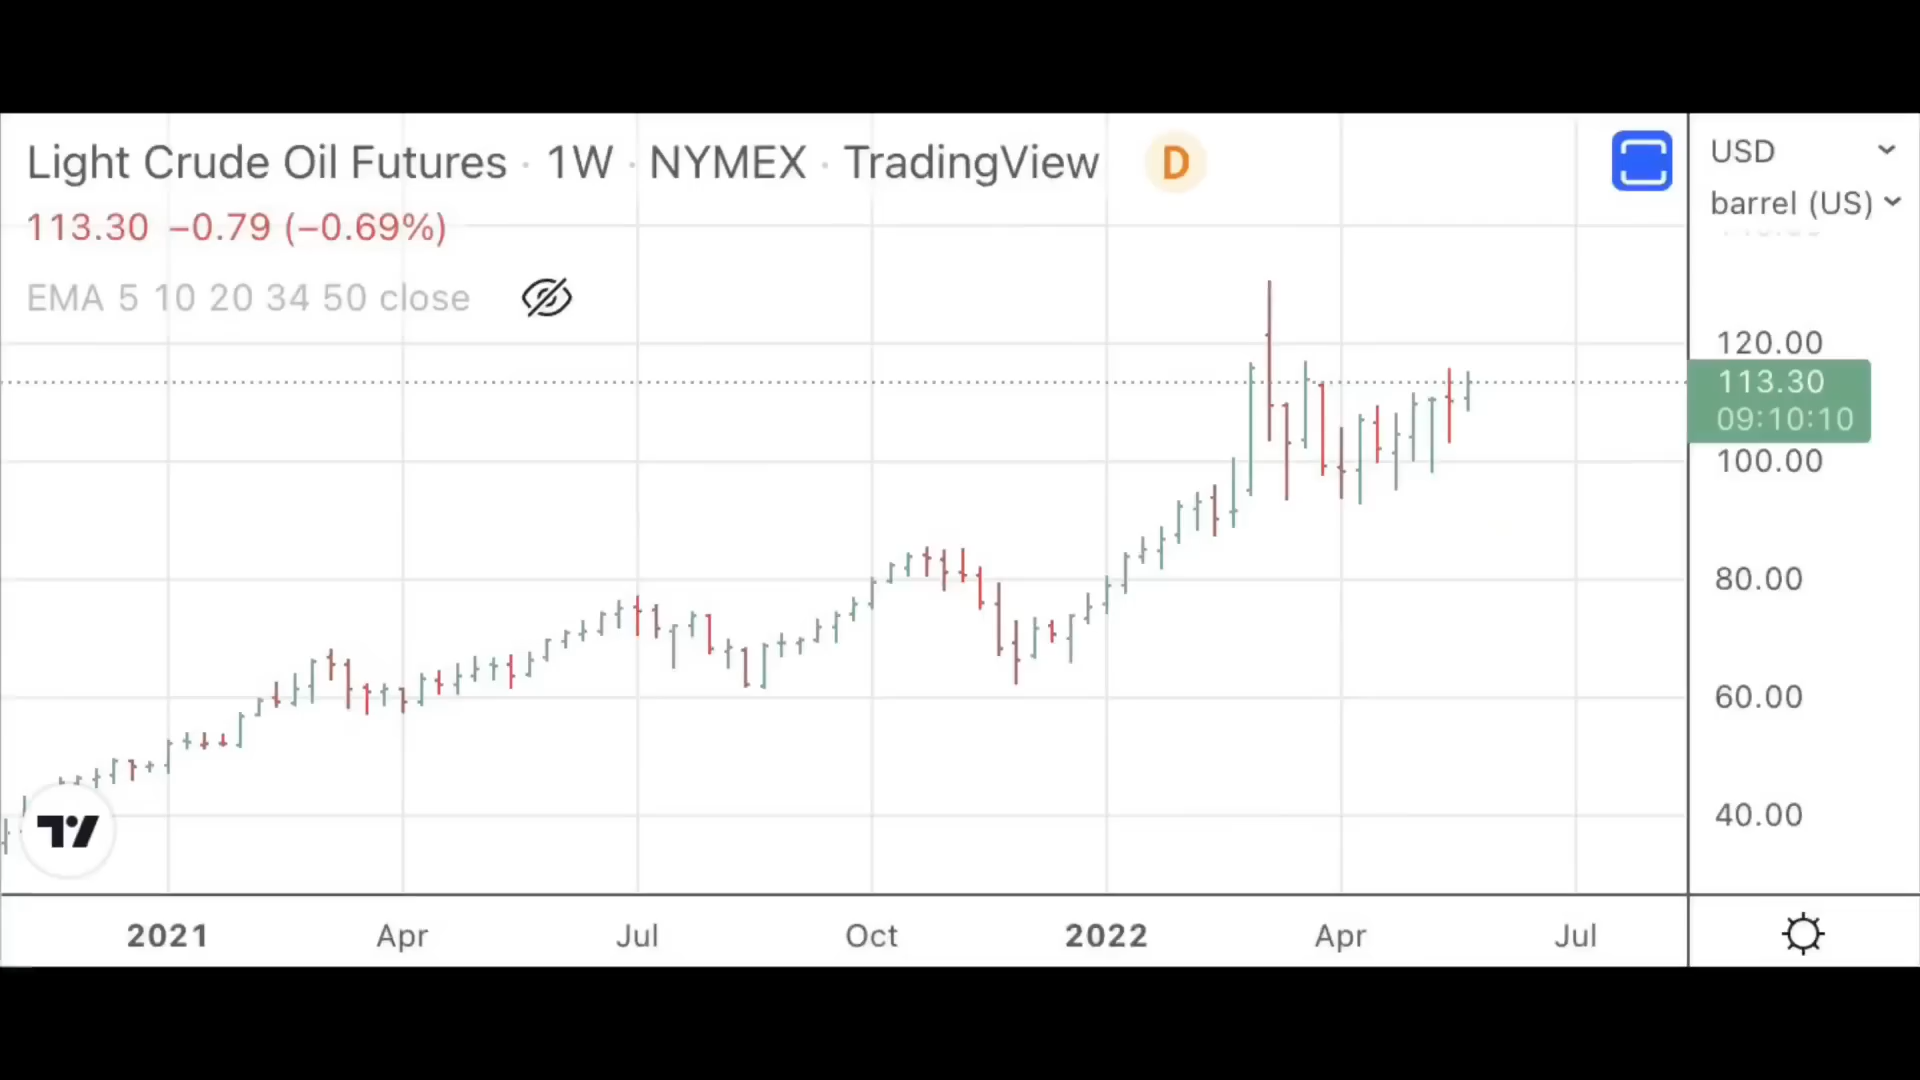 Light Crude Oil Futures · 1W · NYMEX · TradingView D
113.30 −0.79 (−0.69%)
EMA 5 10 20 34 50 close
USD
barrel (US)
120.00
113.30
09:10:10
100.00
80.00
60.00
40.00
2021 Apr Jul Oct 2022 Apr Jul